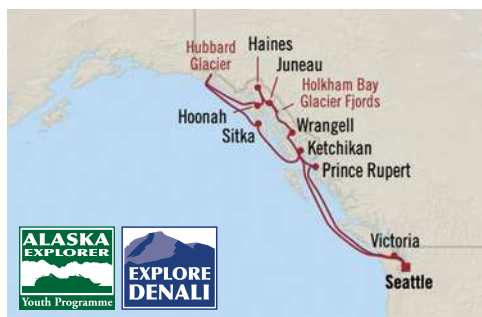 Hubbard
Glacier
Haines
Juneau
Holkham Bay
Glacier Fjords
Hoonah
Sitka
Wrangell
Ketchikan
Prince Rupert
Victoria
Seattle
ALASKA
EXPLORER
Youth Programme
EXPLORE
DENALI